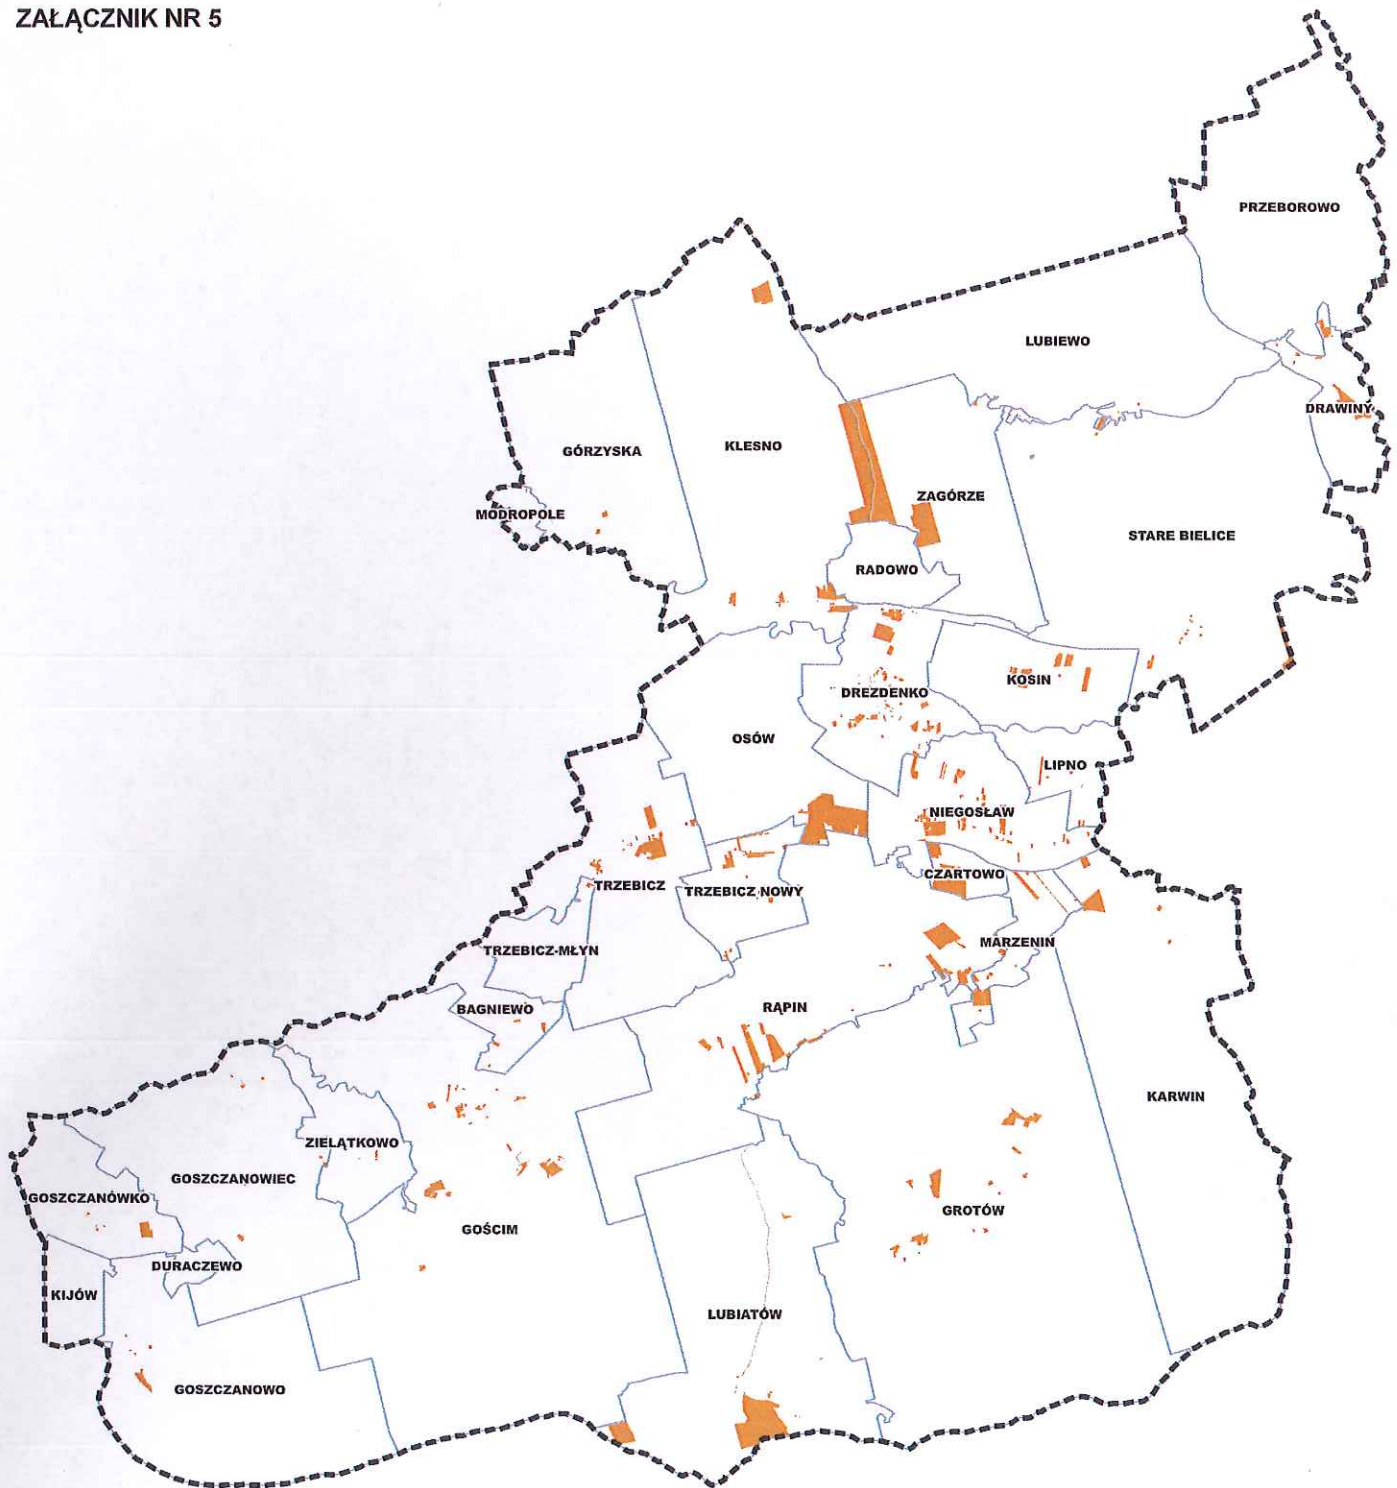 ZAŁĄCZNIK NR 5
PRZEBOROWO
LUBIEWO
DRAWINY
GÓRZYSKA
KLESNO
ZAGÓRZE
MODROPOLE
STARE BIELICE
RADOWO
KOSIN
DREZDENKO
OSÓW
LIPNO
NIEGOSŁAW
CZARTOWO
TRZEBICZ
TRZEBICZ NOWY
MARZENIN
TRZEBICZ-MŁYN
BAGNIEWO
RĄPIN
KARWIN
ZIELĄTKOWO
GOSZCZANOWIEC
GOSZCZANÓWKO
GROTÓW
GOŚCIM
DURACZEWO
KIJÓW
LUBIATÓW
GOSZCZANOWO